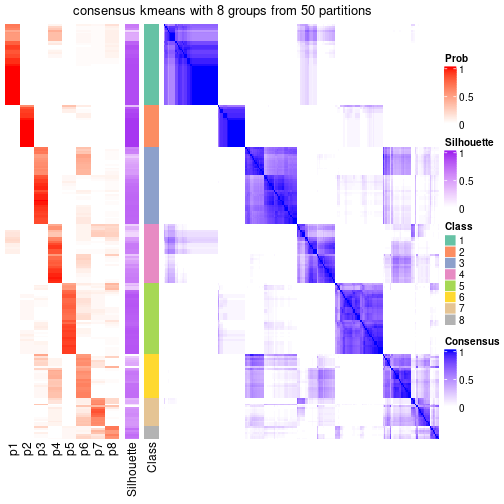 consensus kmeans with 8 groups from 50 partitions
Prob
1
0.5
0
Silhouette
1
0.5
0
Class
1
2
3
4
5
6
7
8
Consensus
1
0.5
0
p1
p2
p3
p4
p5
p6
p7
p8
Silhouette
Class